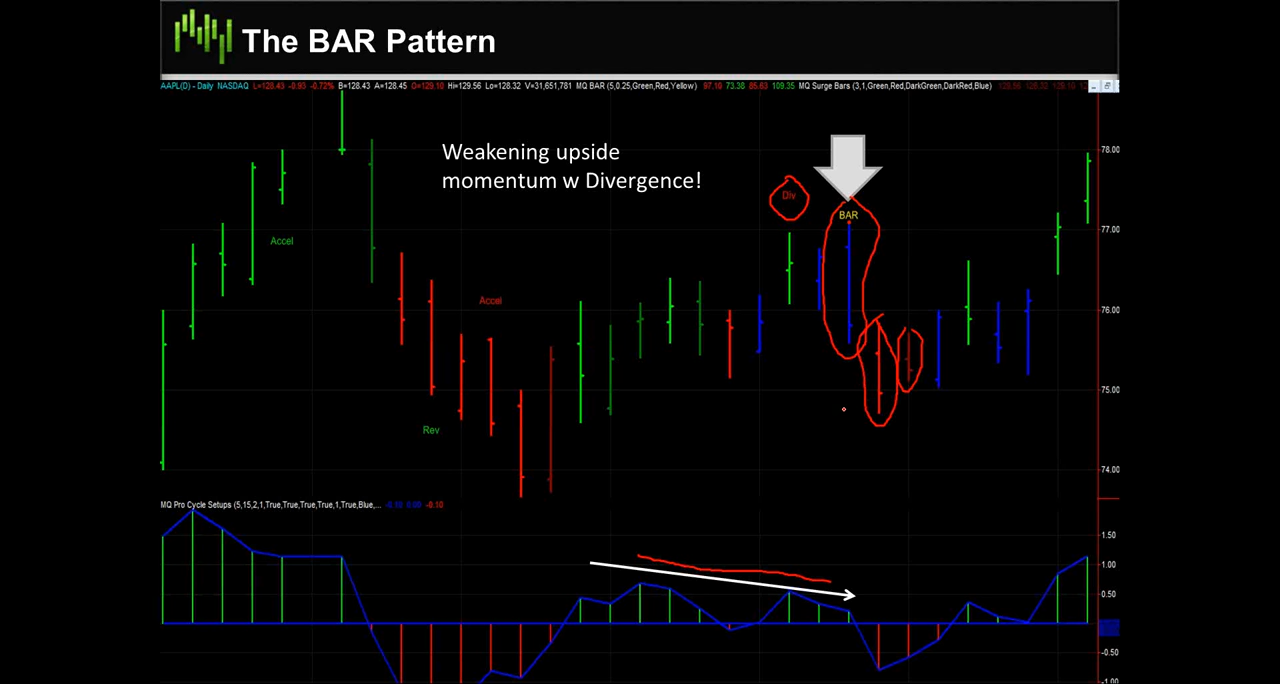 The BAR Pattern
AAPL(D) - Daily NASDAQ L=128.43 -0.93 -0.72% B=128.43 A=128.45 O=129.10 Hi=129.56 Lo=128.32 V=31,651,781 MQ BAR (5,0.25,Green,Red,Yellow) 97.10 73.38 85.63 109.35 MQ Surge Bars (3,1,Green,Red,DarkGreen,DarkRed,Blue)
Weakening upside
momentum w Divergence!
78.00
Div
BAR
77.00
Accel
Accel
76.00
75.00
Rev
74.00
MQ Pro Cycle Setups (5,15,2,1,True,True,True,True,1,True,Blue,... -0.10 0.00 -0.10
1.50
1.00
0.50
-0.50
-1.00